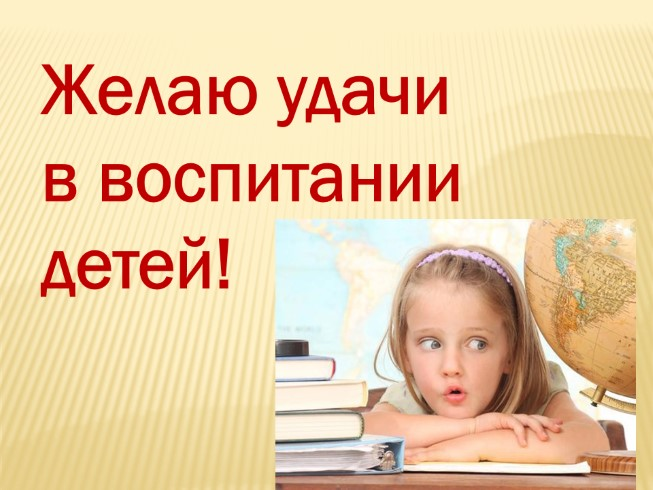 Желаю удачи
в воспитании
детей!